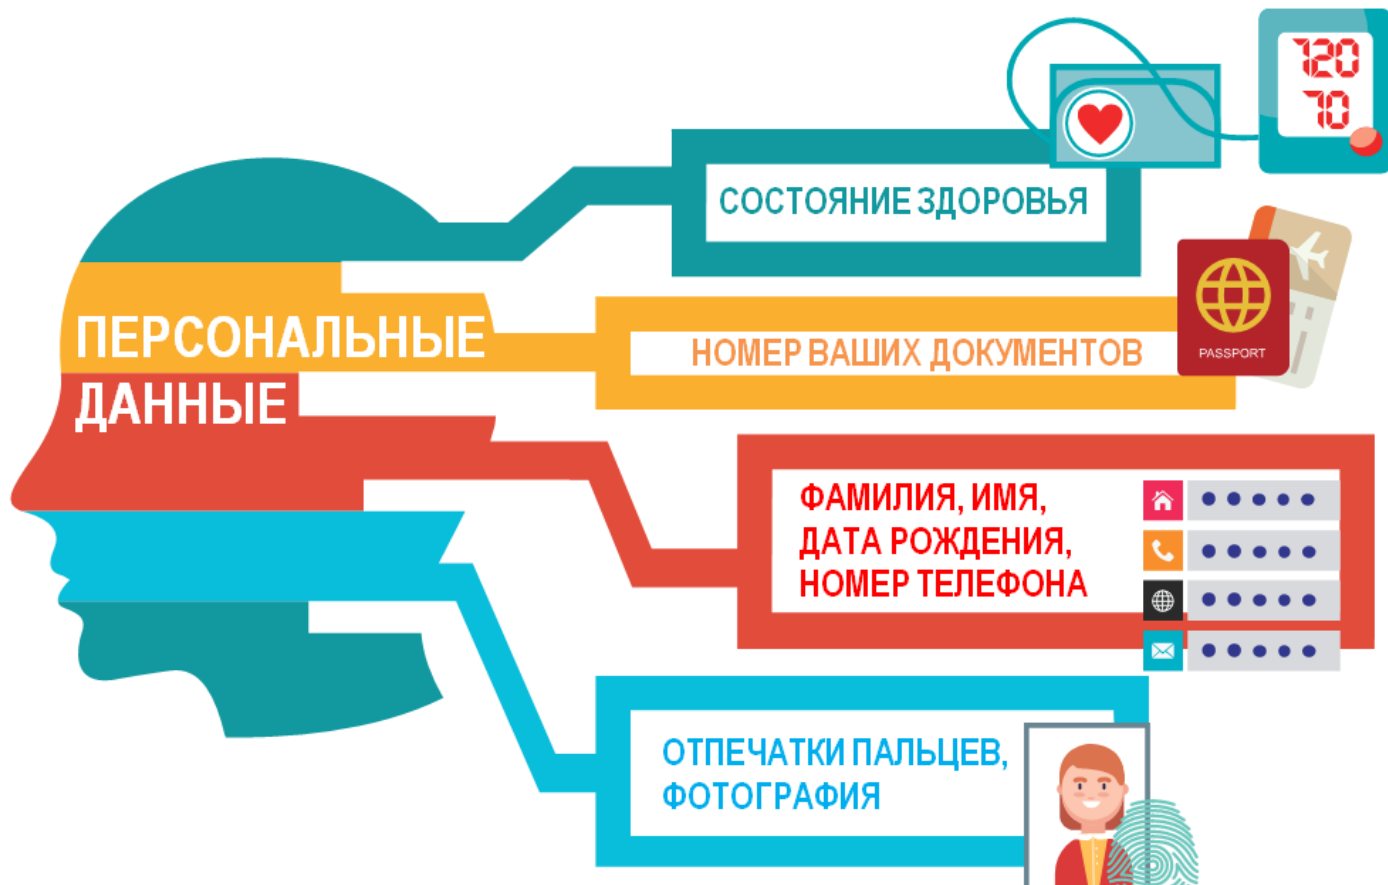 120
70
СОСТОЯНИЕ ЗДОРОВЬЯ
ПЕРСОНАЛЬНЫЕ
ДАННЫЕ
НОМЕР ВАШИХ ДОКУМЕНТОВ
PASSPORT
ФАМИЛИЯ, ИМЯ,
ДАТА РОЖДЕНИЯ,
НОМЕР ТЕЛЕФОНА
ОТПЕЧАТКИ ПАЛЬЦЕВ,
ФОТОГРАФИЯ